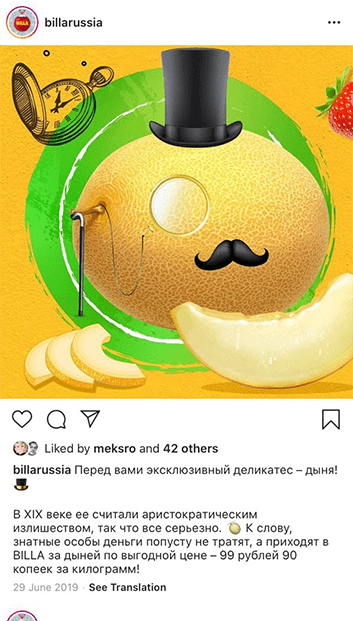 billarussia
Liked by meksro and 42 others
billarussia Перед вами эксклюзивный деликатес – дыня!
🎩
В XIX веке ее считали аристократическим
излишеством, так что все серьезно. 🍈 К слову,
знатные особы деньги попусту не тратят, а приходят в
BILLA за дыней по выгодной цене – 99 рублей 90
копеек за килограмм!
29 June 2019 · See Translation